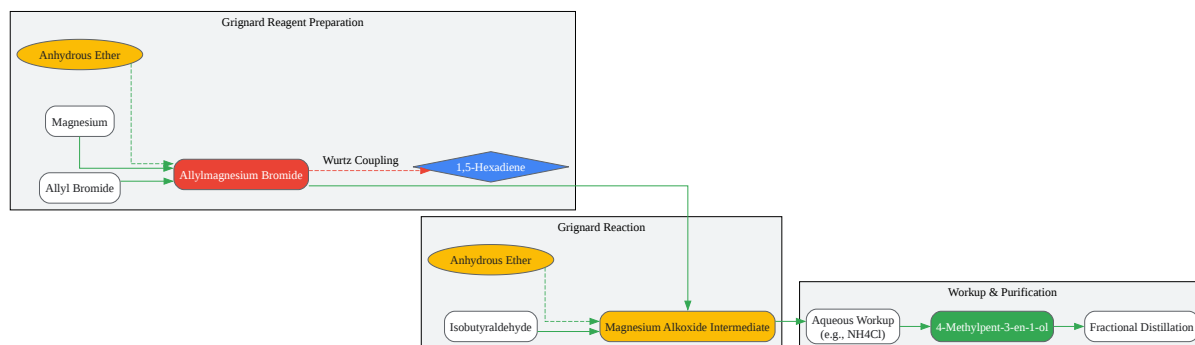 Grignard Reagent Preparation
Anhydrous Ether
Magnesium
Allyl Bromide
Allylmagnesium Bromide
Wurtz Coupling
1,5-Hexadiene
Grignard Reaction
Anhydrous Ether
Isobutyraldehyde
Magnesium Alkoxide Intermediate
Workup & Purification
Aqueous Workup
(e.g., NH4Cl)
4-Methylpent-3-en-1-ol
Fractional Distillation